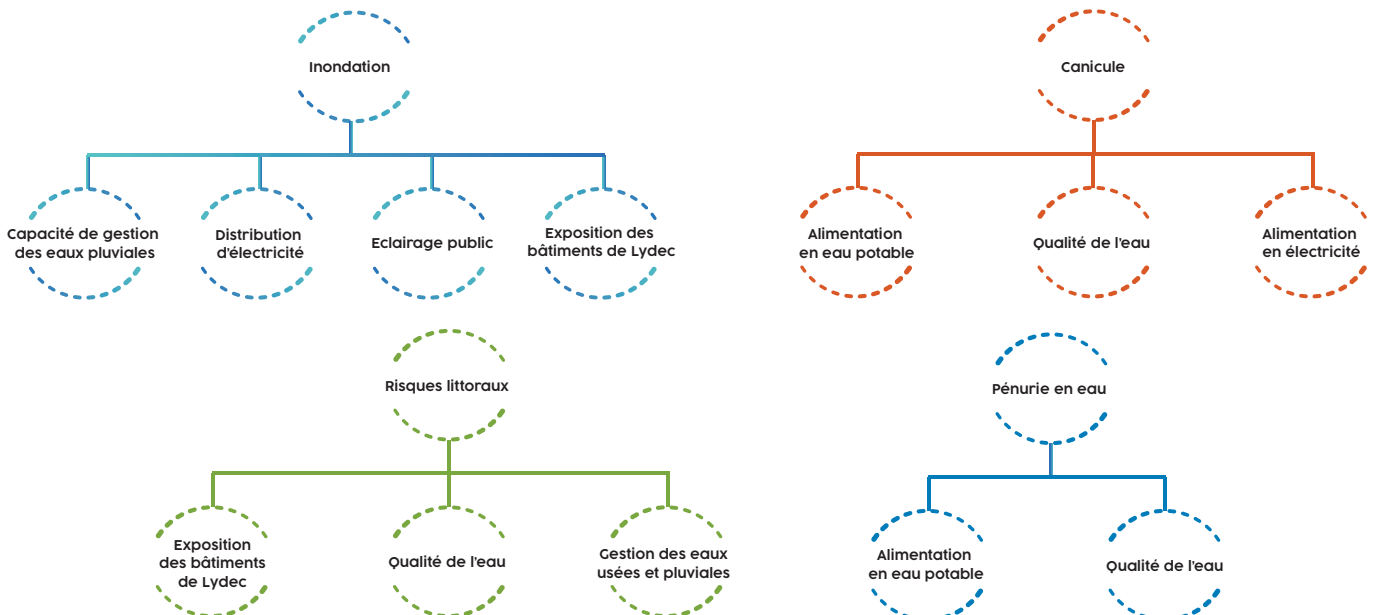 Inondation
Capacité de gestion
des eaux pluviales
Distribution
d'électricité
Eclairage public
Exposition des
bâtiments de Lydec
Canicule
Alimentation
en eau potable
Qualité de l'eau
Alimentation
en électricité
Risques littoraux
Exposition
des bâtiments
de Lydec
Qualité de l'eau
Gestion des eaux
usées et pluviales
Pénurie en eau
Alimentation
en eau potable
Qualité de l'eau